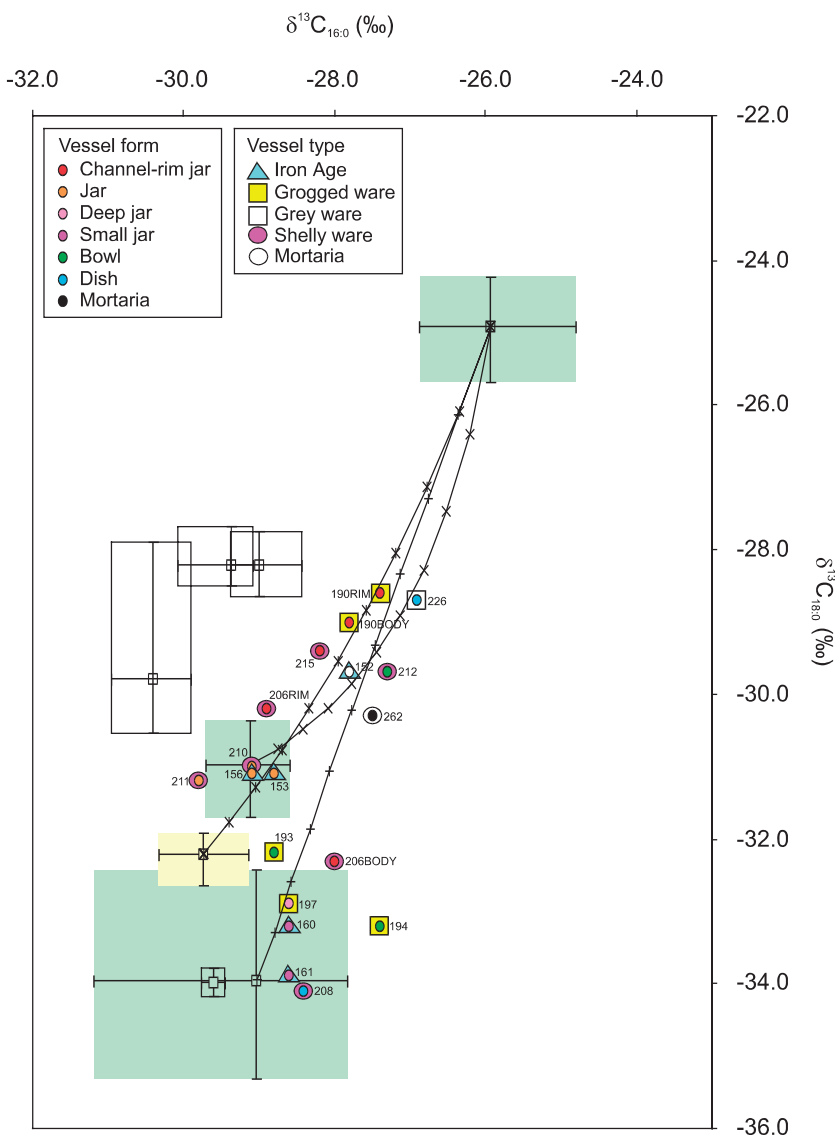 δ13C16:0 (‰)
-32.0 -30.0 -28.0 -26.0 -24.0
-22.0
Vessel form
Channel-rim jar
Jar
Deep jar
Small jar
Bowl
Dish
Mortaria
Vessel type
Iron Age
Grogged ware
Grey ware
Shelly ware
Mortaria
-24.0
-26.0
-28.0
δ13C18:0 (‰)
190RIM
226
190BODY
215
152
212
-30.0
206RIM
262
210
156
153
211
-32.0
193
206BODY
197
160
194
161
208
-34.0
-36.0